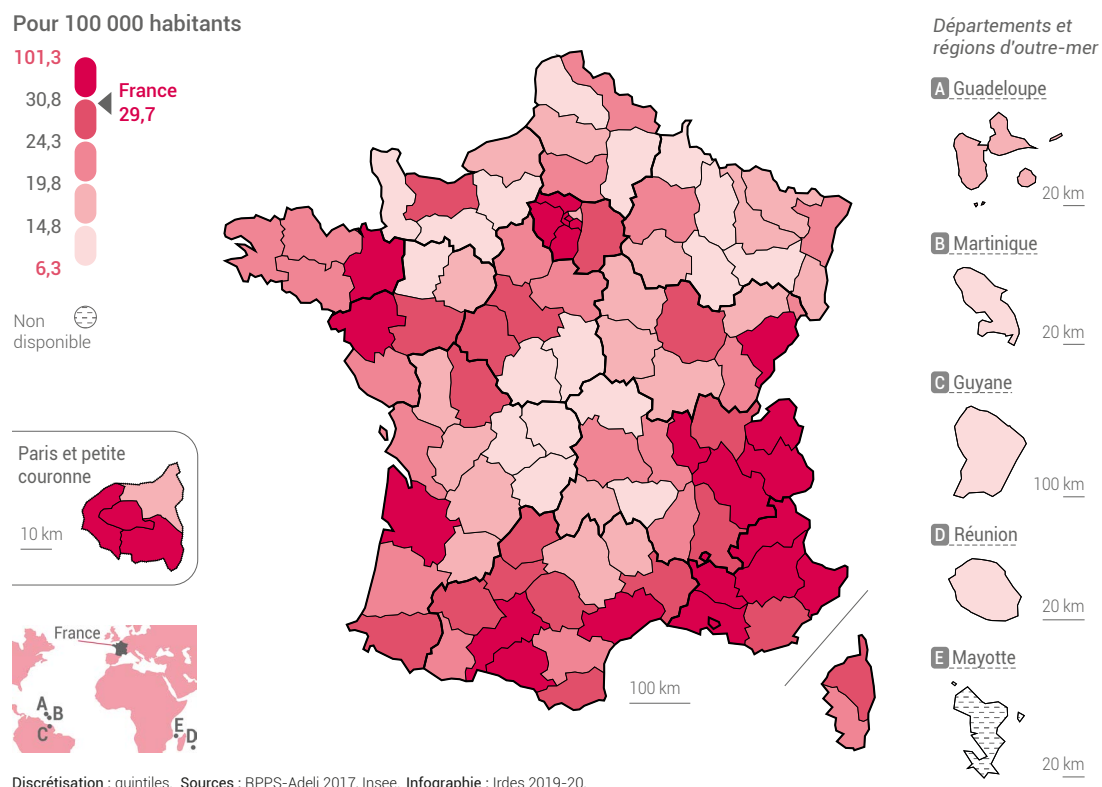 Pour 100 000 habitants
101,3
30,8
France
29,7
24,3
19,8
14,8
6,3
Non
disponible
Paris et petite
couronne
10 km
France
A
B
C
E
D
100 km
Départements et
régions d'outre-mer
A Guadeloupe
20 km
B Martinique
20 km
C Guyane
100 km
D Réunion
20 km
E Mayotte
20 km
Discrétisation : quintiles. Sources : RPPS-Adeli 2017, Insee. Infographie : Irdes 2019-20.